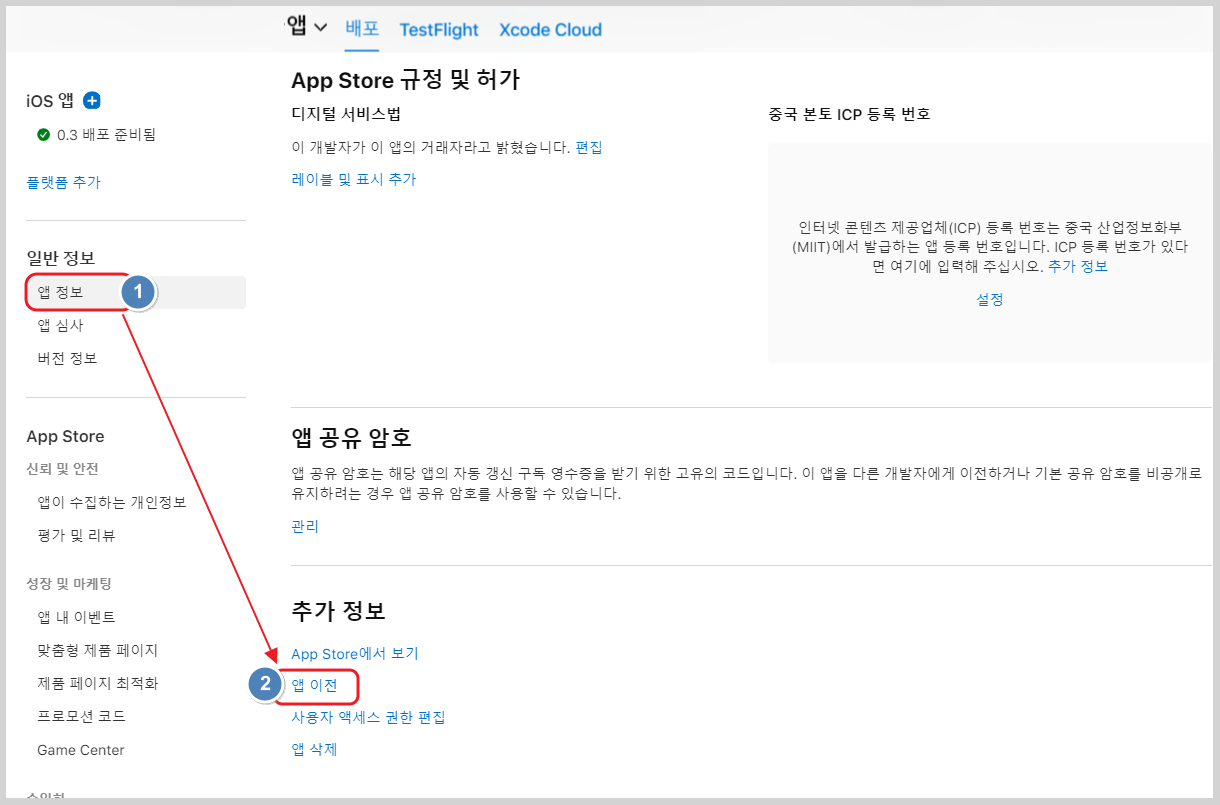 앱
배포
TestFlight
Xcode Cloud
iOS 앱
0.3 배포 준비됨
플랫폼 추가
일반 정보
앱 정보
1
앱 심사
버전 정보
App Store
신뢰 및 안전
앱이 수집하는 개인정보
평가 및 리뷰
성장 및 마케팅
앱 내 이벤트
맞춤형 제품 페이지
제품 페이지 최적화
프로모션 코드
Game Center
App Store 규정 및 허가
디지털 서비스법
이 개발자가 이 앱의 거래자라고 밝혔습니다. 편집
레이블 및 표시 추가
중국 본토 ICP 등록 번호
인터넷 콘텐츠 제공업체(ICP) 등록 번호는 중국 산업정보화부
(MIIT)에서 발급하는 앱 등록 번호입니다. ICP 등록 번호가 있다
면 여기에 입력해 주십시오. 추가 정보
설정
앱 공유 암호
앱 공유 암호는 해당 앱의 자동 갱신 구독 영수증을 받기 위한 고유의 코드입니다. 이 앱을 다른 개발자에게 이전하거나 기본 공유 암호를 비공개로
유지하려는 경우 앱 공유 암호를 사용할 수 있습니다.
관리
추가 정보
App Store에서 보기
2
앱 이전
사용자 액세스 권한 편집
앱 삭제